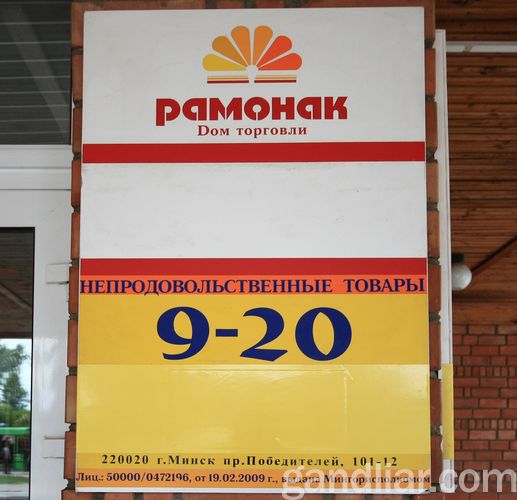 РАМОНАК
Дом торговли
НЕПРОДОВОЛЬСТВЕННЫЕ ТОВАРЫ
9-20
220020 г.Минск пр.Победителей, 101-12
Лиц.: 50000/0472196, от 19.02.2009 г., выдана Мингорисполкомом
gandliar.com